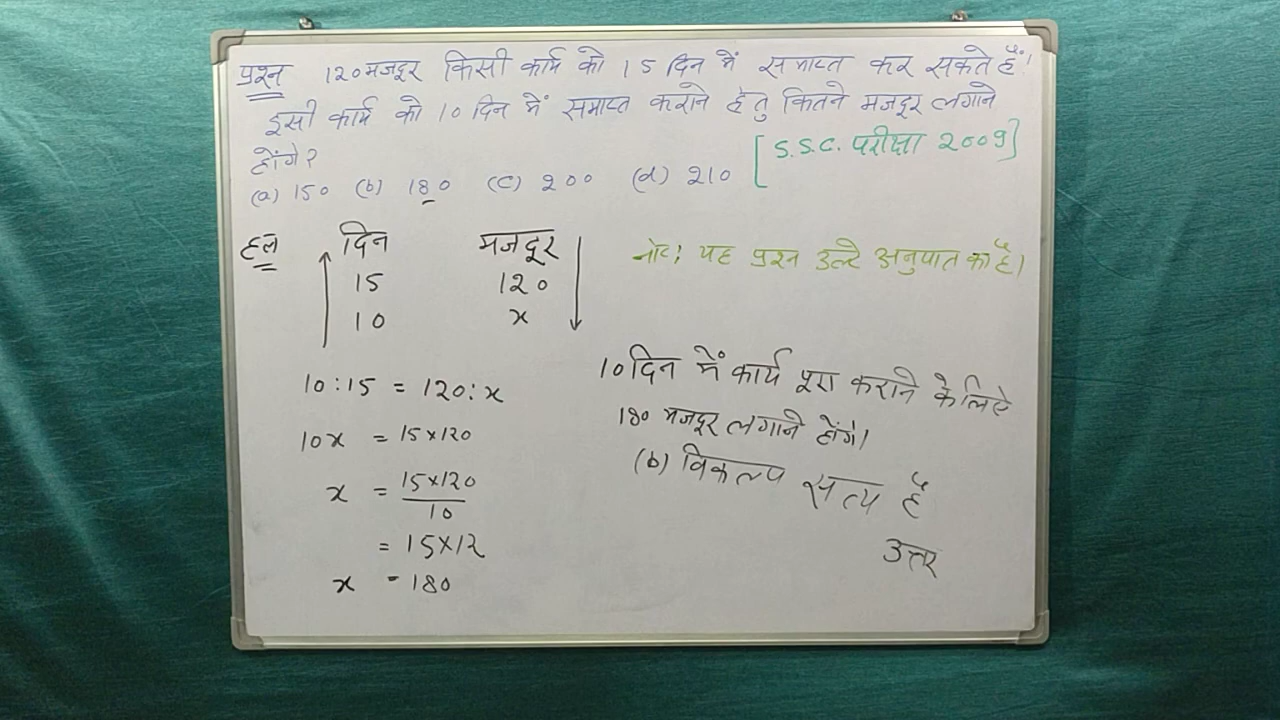 प्रश्न 120 मजदूर किसी कार्य को 15 दिन में समाप्त कर सकते हैं।
इसी कार्य को 10 दिन में समाप्त कराने हेतु कितने मजदूर लगाने
होंगे?
[S.S.C. परीक्षा 2009]
(a) 150 (b) 180 (c) 200 (d) 210
हल
दिन मजदूर
15 120
10 x
नोट: यह प्रश्न उल्टे अनुपात का है।
10:15 = 120:x
10x = 15×120
x = 15×120/10
= 15×12
x = 180
10 दिन में कार्य पूरा कराने के लिए
180 मजदूर लगाने होंगे।
(b) विकल्प सत्य है
उत्तर